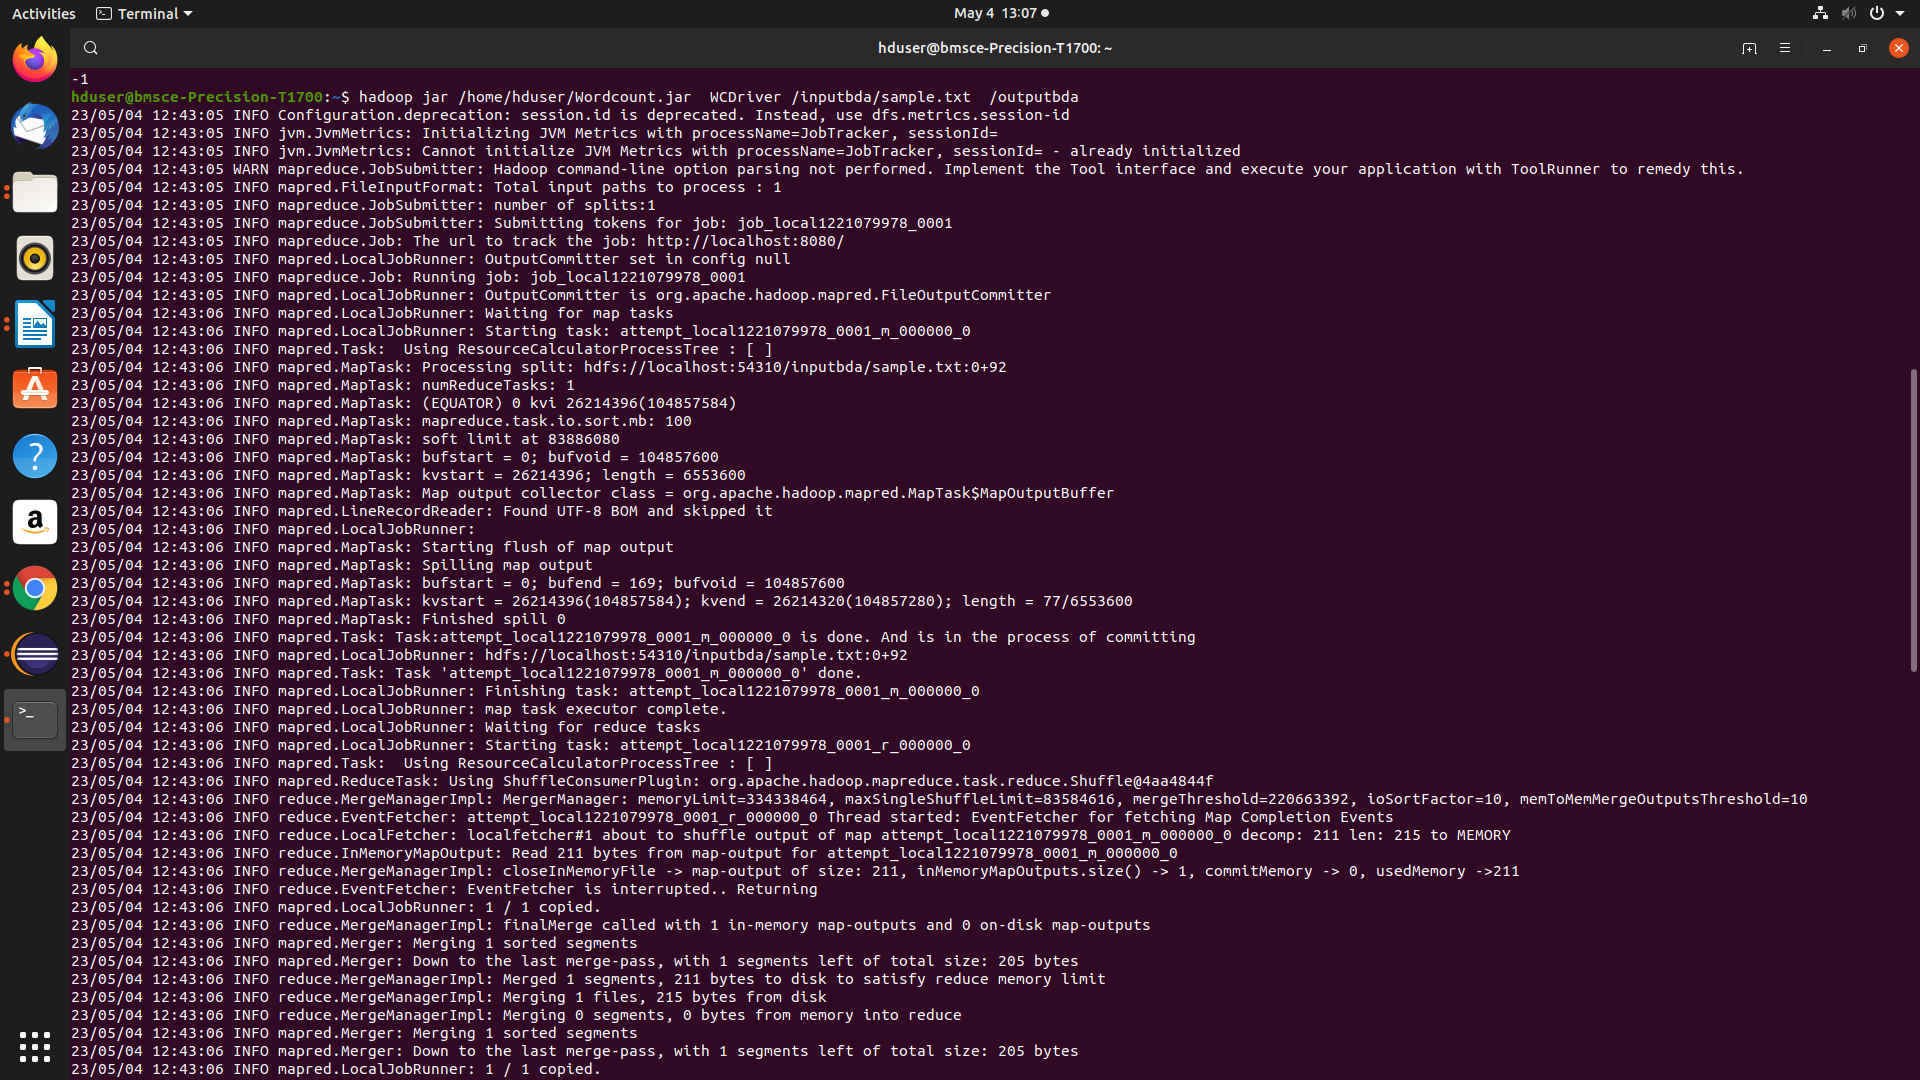 Activities
Terminal
May 4 13:07
hduser@bmsce-Precision-T1700: ~
-1
hduser@bmsce-Precision-T1700:~$ hadoop jar /home/hduser/Wordcount.jar  WCDriver /inputbda/sample.txt  /outputbda
23/05/04 12:43:05 INFO Configuration.deprecation: session.id is deprecated. Instead, use dfs.metrics.session-id
23/05/04 12:43:05 INFO jvm.JvmMetrics: Initializing JVM Metrics with processName=JobTracker, sessionId=
23/05/04 12:43:05 INFO jvm.JvmMetrics: Cannot initialize JVM Metrics with processName=JobTracker, sessionId= - already initialized
23/05/04 12:43:05 WARN mapreduce.JobSubmitter: Hadoop command-line option parsing not performed. Implement the Tool interface and execute your application with ToolRunner to remedy this.
23/05/04 12:43:05 INFO mapred.FileInputFormat: Total input paths to process : 1
23/05/04 12:43:05 INFO mapreduce.JobSubmitter: number of splits:1
23/05/04 12:43:05 INFO mapreduce.JobSubmitter: Submitting tokens for job: job_local1221079978_0001
23/05/04 12:43:05 INFO mapreduce.Job: The url to track the job: http://localhost:8080/
23/05/04 12:43:05 INFO mapred.LocalJobRunner: OutputCommitter set in config null
23/05/04 12:43:05 INFO mapreduce.Job: Running job: job_local1221079978_0001
23/05/04 12:43:05 INFO mapred.LocalJobRunner: OutputCommitter is org.apache.hadoop.mapred.FileOutputCommitter
23/05/04 12:43:06 INFO mapred.LocalJobRunner: Waiting for map tasks
23/05/04 12:43:06 INFO mapred.LocalJobRunner: Starting task: attempt_local1221079978_0001_m_000000_0
23/05/04 12:43:06 INFO mapred.Task:  Using ResourceCalculatorProcessTree : [ ]
23/05/04 12:43:06 INFO mapred.MapTask: Processing split: hdfs://localhost:54310/inputbda/sample.txt:0+92
23/05/04 12:43:06 INFO mapred.MapTask: numReduceTasks: 1
23/05/04 12:43:06 INFO mapred.MapTask: (EQUATOR) 0 kvi 26214396(104857584)
23/05/04 12:43:06 INFO mapred.MapTask: mapreduce.task.io.sort.mb: 100
23/05/04 12:43:06 INFO mapred.MapTask: soft limit at 83886080
23/05/04 12:43:06 INFO mapred.MapTask: bufstart = 0; bufvoid = 104857600
23/05/04 12:43:06 INFO mapred.MapTask: kvstart = 26214396; length = 6553600
23/05/04 12:43:06 INFO mapred.MapTask: Map output collector class = org.apache.hadoop.mapred.MapTask$MapOutputBuffer
23/05/04 12:43:06 INFO mapred.LineRecordReader: Found UTF-8 BOM and skipped it
23/05/04 12:43:06 INFO mapred.LocalJobRunner:
23/05/04 12:43:06 INFO mapred.MapTask: Starting flush of map output
23/05/04 12:43:06 INFO mapred.MapTask: Spilling map output
23/05/04 12:43:06 INFO mapred.MapTask: bufstart = 0; bufend = 169; bufvoid = 104857600
23/05/04 12:43:06 INFO mapred.MapTask: kvstart = 26214396(104857584); kvend = 26214320(104857280); length = 77/6553600
23/05/04 12:43:06 INFO mapred.MapTask: Finished spill 0
23/05/04 12:43:06 INFO mapred.Task: Task:attempt_local1221079978_0001_m_000000_0 is done. And is in the process of committing
23/05/04 12:43:06 INFO mapred.LocalJobRunner: hdfs://localhost:54310/inputbda/sample.txt:0+92
23/05/04 12:43:06 INFO mapred.Task: Task 'attempt_local1221079978_0001_m_000000_0' done.
23/05/04 12:43:06 INFO mapred.LocalJobRunner: Finishing task: attempt_local1221079978_0001_m_000000_0
23/05/04 12:43:06 INFO mapred.LocalJobRunner: map task executor complete.
23/05/04 12:43:06 INFO mapred.LocalJobRunner: Waiting for reduce tasks
23/05/04 12:43:06 INFO mapred.LocalJobRunner: Starting task: attempt_local1221079978_0001_r_000000_0
23/05/04 12:43:06 INFO mapred.Task:  Using ResourceCalculatorProcessTree : [ ]
23/05/04 12:43:06 INFO mapred.ReduceTask: Using ShuffleConsumerPlugin: org.apache.hadoop.mapreduce.task.reduce.Shuffle@4aa4844f
23/05/04 12:43:06 INFO reduce.MergeManagerImpl: MergerManager: memoryLimit=334338464, maxSingleShuffleLimit=83584616, mergeThreshold=220663392, ioSortFactor=10, memToMemMergeOutputsThreshold=10
23/05/04 12:43:06 INFO reduce.EventFetcher: attempt_local1221079978_0001_r_000000_0 Thread started: EventFetcher for fetching Map Completion Events
23/05/04 12:43:06 INFO reduce.LocalFetcher: localfetcher#1 about to shuffle output of map attempt_local1221079978_0001_m_000000_0 decomp: 211 len: 215 to MEMORY
23/05/04 12:43:06 INFO reduce.InMemoryMapOutput: Read 211 bytes from map-output for attempt_local1221079978_0001_m_000000_0
23/05/04 12:43:06 INFO reduce.MergeManagerImpl: closeInMemoryFile -> map-output of size: 211, inMemoryMapOutputs.size() -> 1, commitMemory -> 0, usedMemory ->211
23/05/04 12:43:06 INFO reduce.EventFetcher: EventFetcher is interrupted.. Returning
23/05/04 12:43:06 INFO mapred.LocalJobRunner: 1 / 1 copied.
23/05/04 12:43:06 INFO reduce.MergeManagerImpl: finalMerge called with 1 in-memory map-outputs and 0 on-disk map-outputs
23/05/04 12:43:06 INFO mapred.Merger: Merging 1 sorted segments
23/05/04 12:43:06 INFO mapred.Merger: Down to the last merge-pass, with 1 segments left of total size: 205 bytes
23/05/04 12:43:06 INFO reduce.MergeManagerImpl: Merged 1 segments, 211 bytes to disk to satisfy reduce memory limit
23/05/04 12:43:06 INFO reduce.MergeManagerImpl: Merging 1 files, 215 bytes from disk
23/05/04 12:43:06 INFO reduce.MergeManagerImpl: Merging 0 segments, 0 bytes from memory into reduce
23/05/04 12:43:06 INFO mapred.Merger: Merging 1 sorted segments
23/05/04 12:43:06 INFO mapred.Merger: Down to the last merge-pass, with 1 segments left of total size: 205 bytes
23/05/04 12:43:06 INFO mapred.LocalJobRunner: 1 / 1 copied.